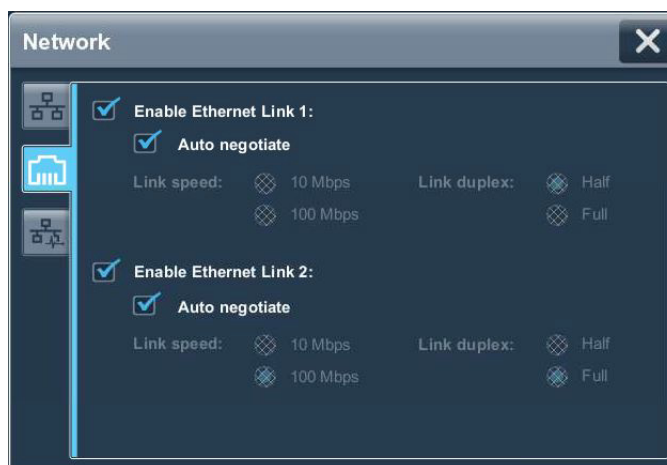 Network
Enable Ethernet Link 1:
Auto negotiate
Link speed: 10 Mbps Link duplex: Half
100 Mbps Full
Enable Ethernet Link 2:
Auto negotiate
Link speed: 10 Mbps Link duplex: Half
100 Mbps Full